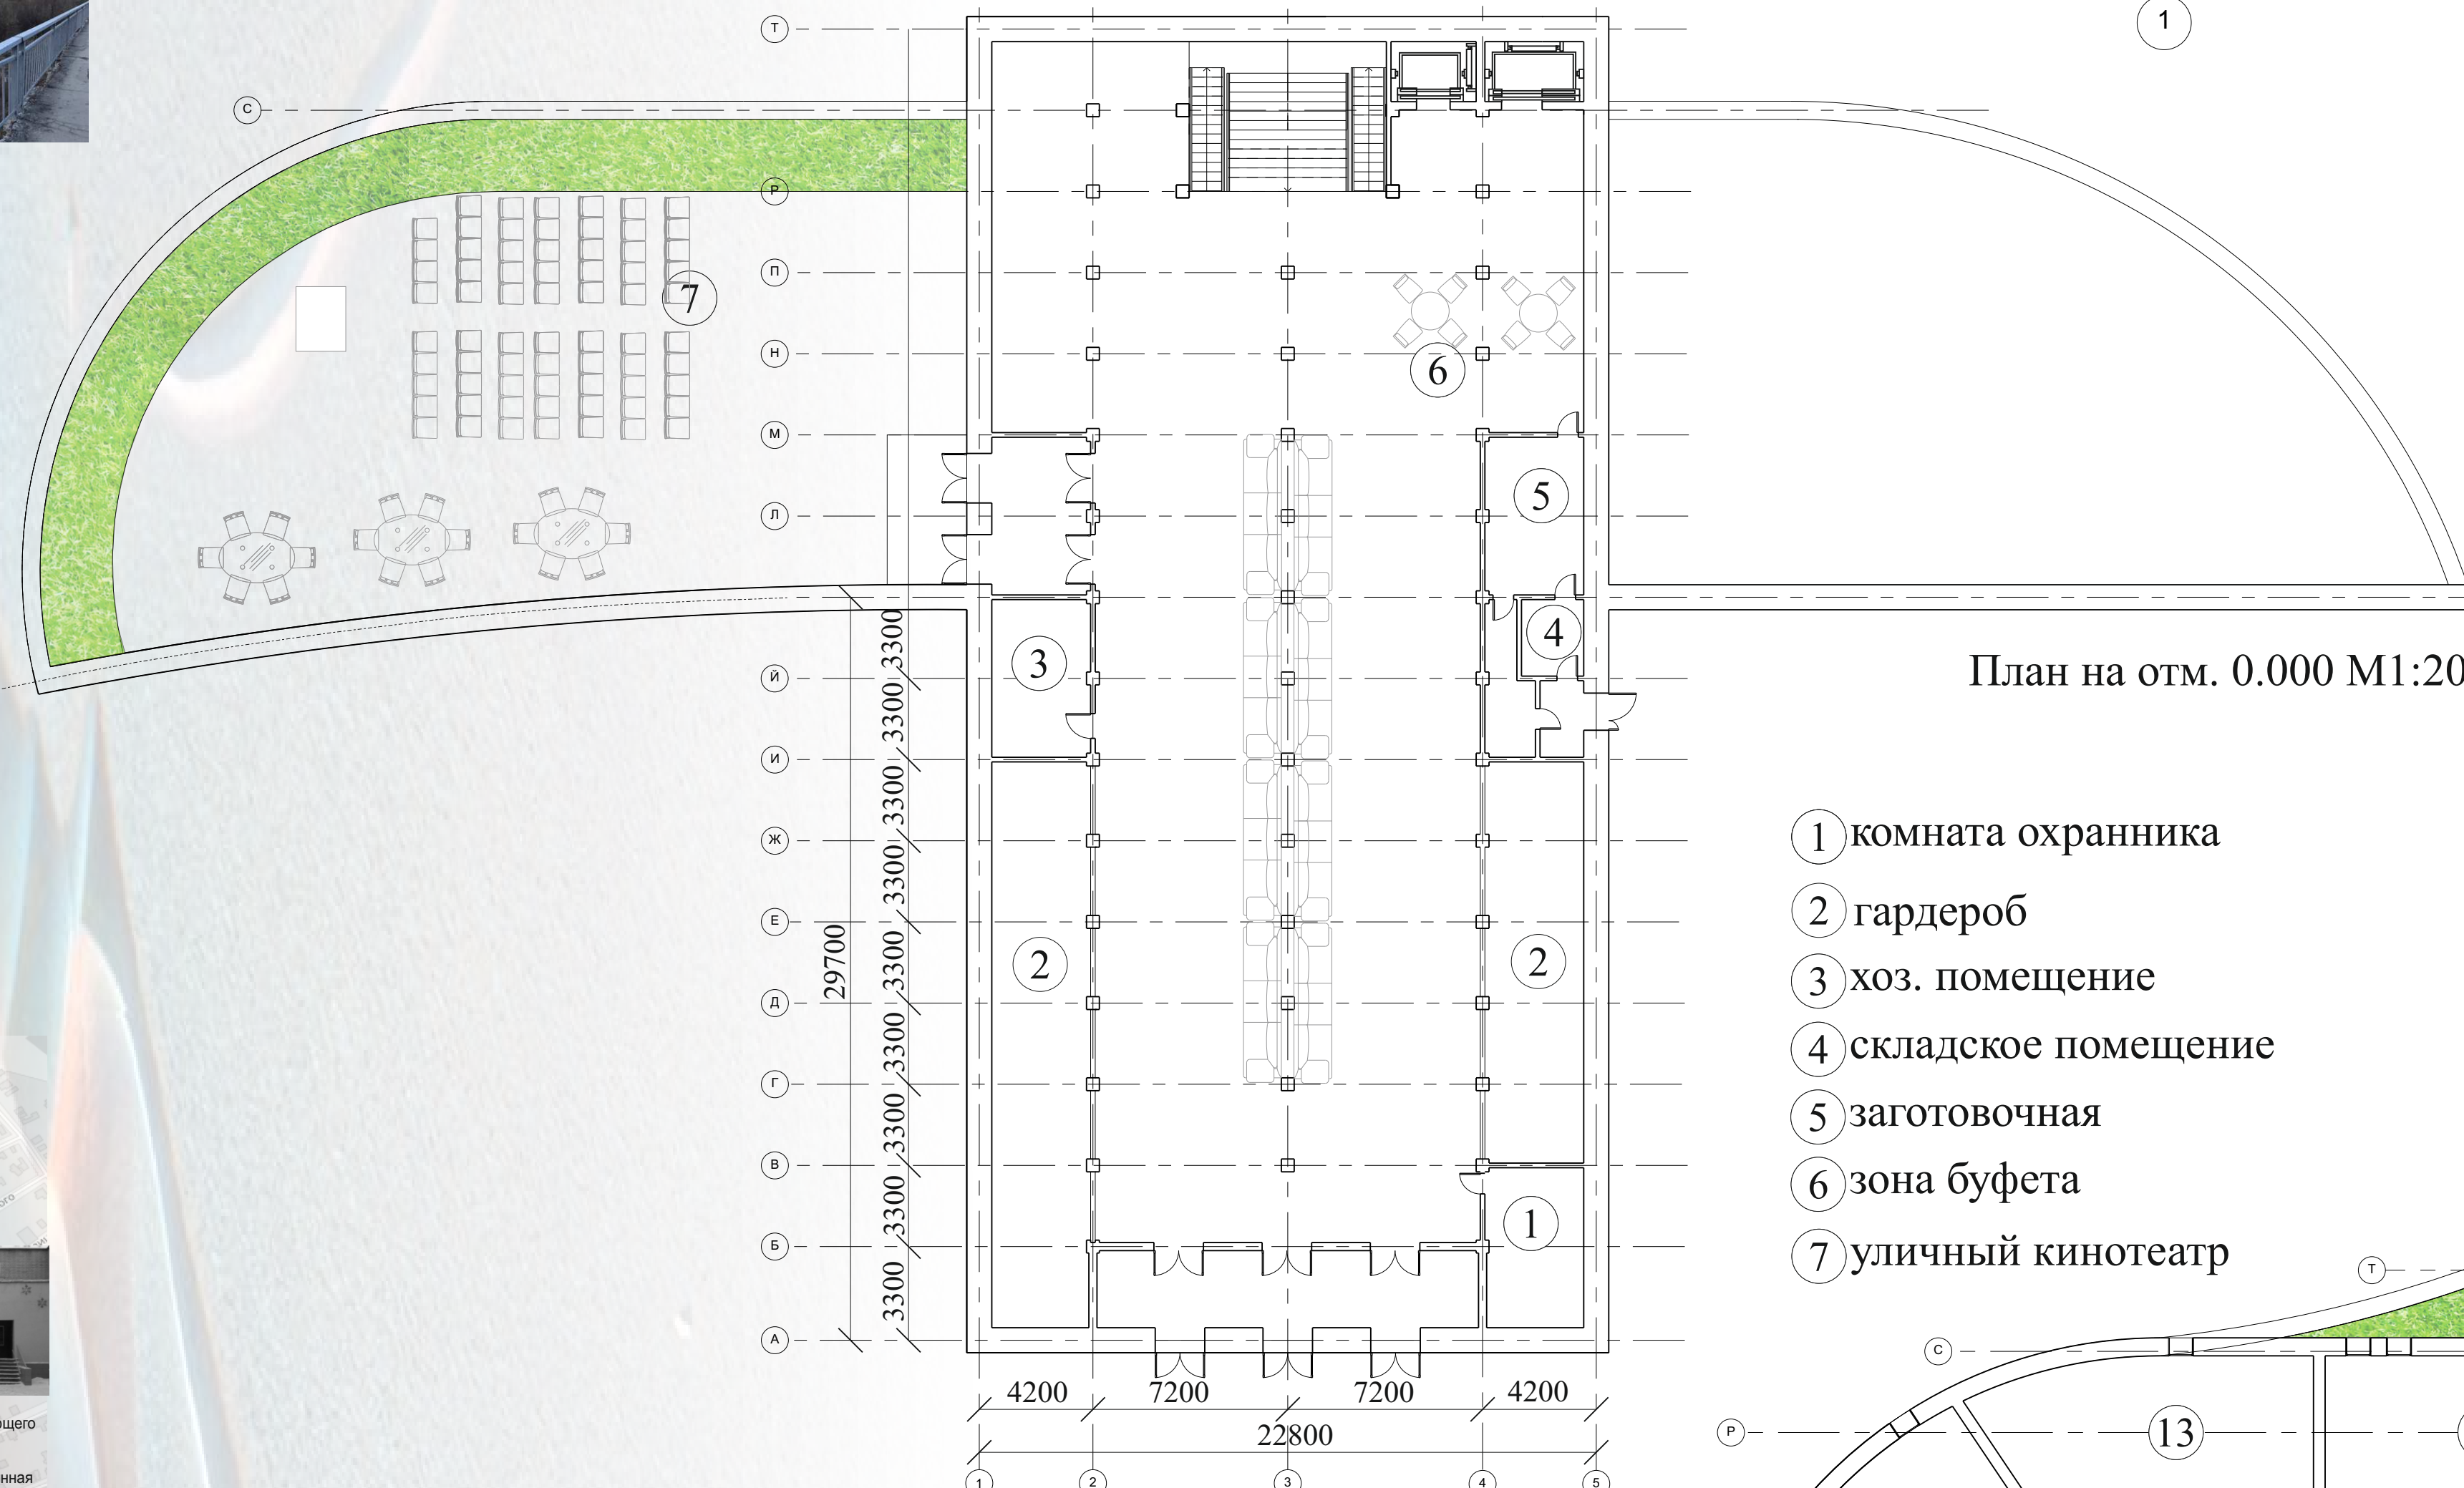 1
Т
С
Р
П
7
Н
6
М
Л
5
4
3
План на отм. 0.000 М1:20
Й
И
Ж
Е
Д
Г
В
Б
А
3300
3300
3300
3300
3300
3300
3300
3300
3300
29700
2
2
1
1 комната охранника
2 гардероб
3 хоз. помещение
4 складское помещение
5 заготовочная
6 зона буфета
7 уличный кинотеатр
4200 7200 7200 4200
22800
1 2 3 4 5
Т
С
Р
13
нная